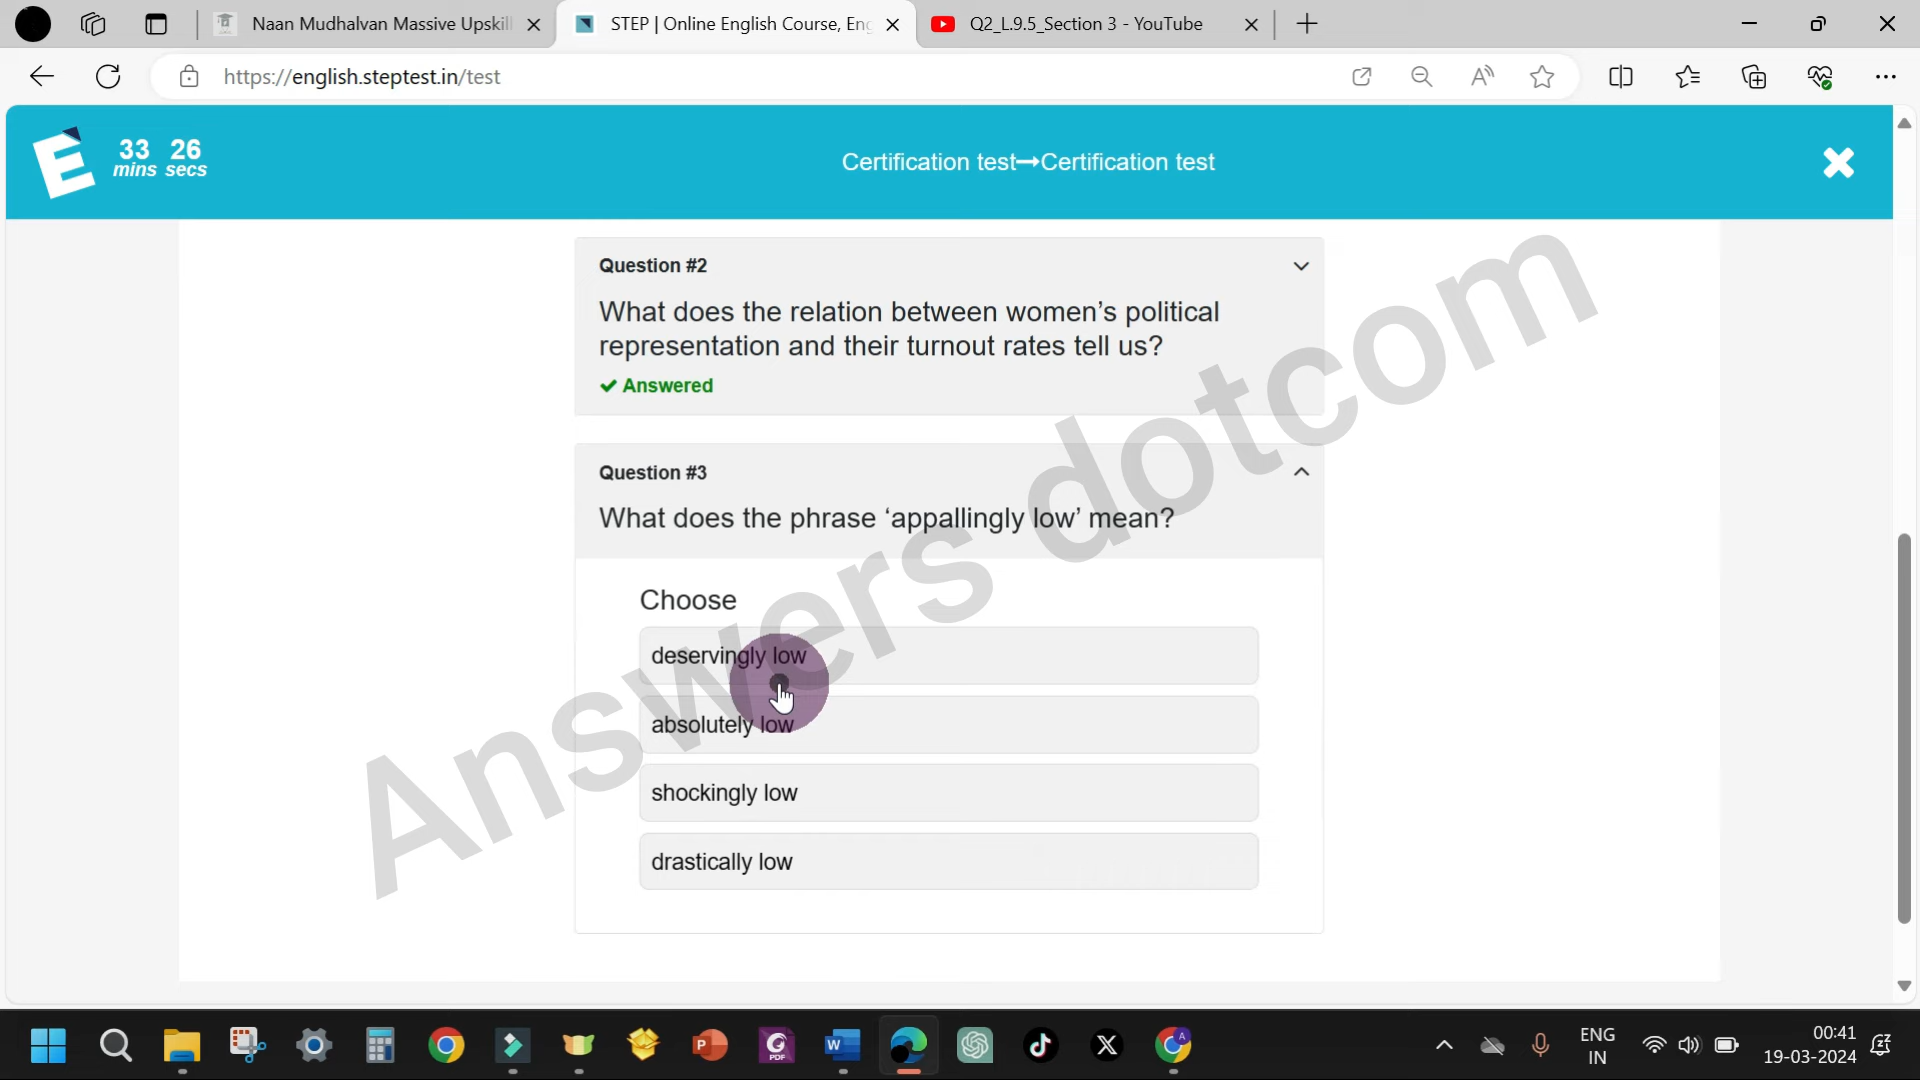 Naan Mudhalvan Massive Upskil
STEP | Online English Course, Eng
Q2_L.9.5_Section 3 - YouTube
https://english.steptest.in/test
E
33 26
mins secs
Certification test→Certification test
Question #2
What does the relation between women’s political
representation and their turnout rates tell us?
✔ Answered
Question #3
What does the phrase ‘appallingly low’ mean?
Choose
deservingly low
absolutely low
shockingly low
drastically low
Answers dotcom
ENG
IN
00:41
19-03-2024